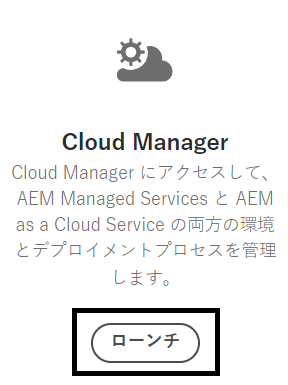 Cloud Manager
Cloud Manager にアクセスして、
AEM Managed Services と AEM
as a Cloud Service の両方の環境
とデプロイメントプロセスを管理
します。
ローンチ